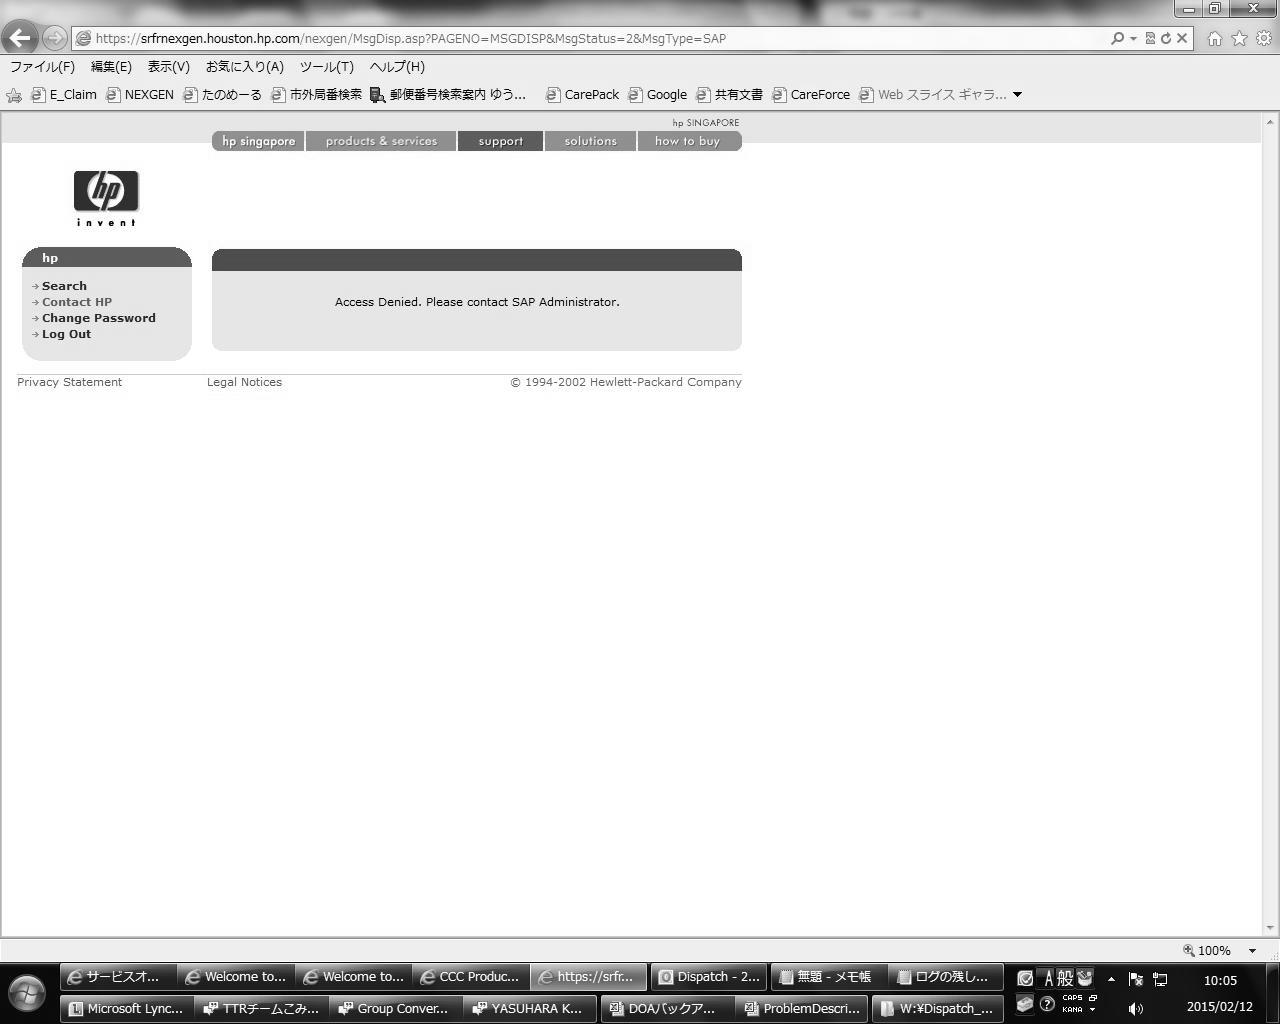 https://srfrnexgen.houston.hp.com/nexgen/MsgDisp.asp?PAGENO=MSGDISP&MsgStatus=2&MsgType=SAP
ファイル(F) 編集(E) 表示(V) お気に入り(A) ツール(T) ヘルプ(H)
E_Claim NEXGEN たのめーる 市外局番検索 郵便番号検索案内 ゆう... CarePack Google 共有文書 CareForce Web スライス ギャラ...
hp SINGAPORE
hp singapore products & services support solutions how to buy
hp
invent
hp
Search
Contact HP
Change Password
Log Out
Access Denied. Please contact SAP Administrator.
Privacy Statement Legal Notices © 1994-2002 Hewlett-Packard Company
100%
サービスオ... Welcome to... Welcome to... CCC Produc... https://srfr... Dispatch - 2... 無題 - メモ帳 ログの残し... A 般 10:05
Microsoft Lync... TTRチームこみ... Group Conver... YASUHARA K... DOAバックア... ProblemDescri... W:¥Dispatch_... CAPS KANA 2015/02/12